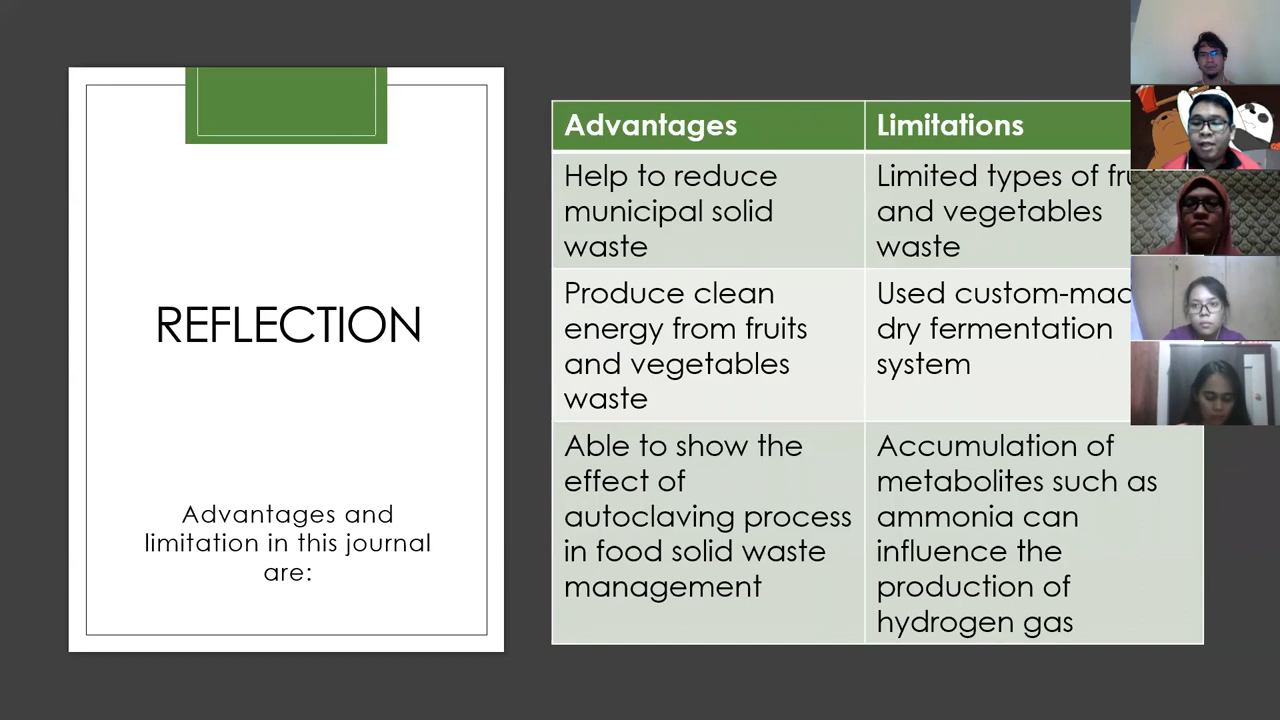 REFLECTION
Advantages and
limitation in this journal
are:
Advantages
Limitations
Help to reduce
municipal solid
waste
Limited types of
and vegetables
waste
Produce clean
energy from fruits
and vegetables
waste
Used
dry fermentation
system
Able to show the
effect of
autoclaving process
in food solid waste
management
Accumulation of
metabolites such as
ammonia can
influence the
production of
hydrogen gas